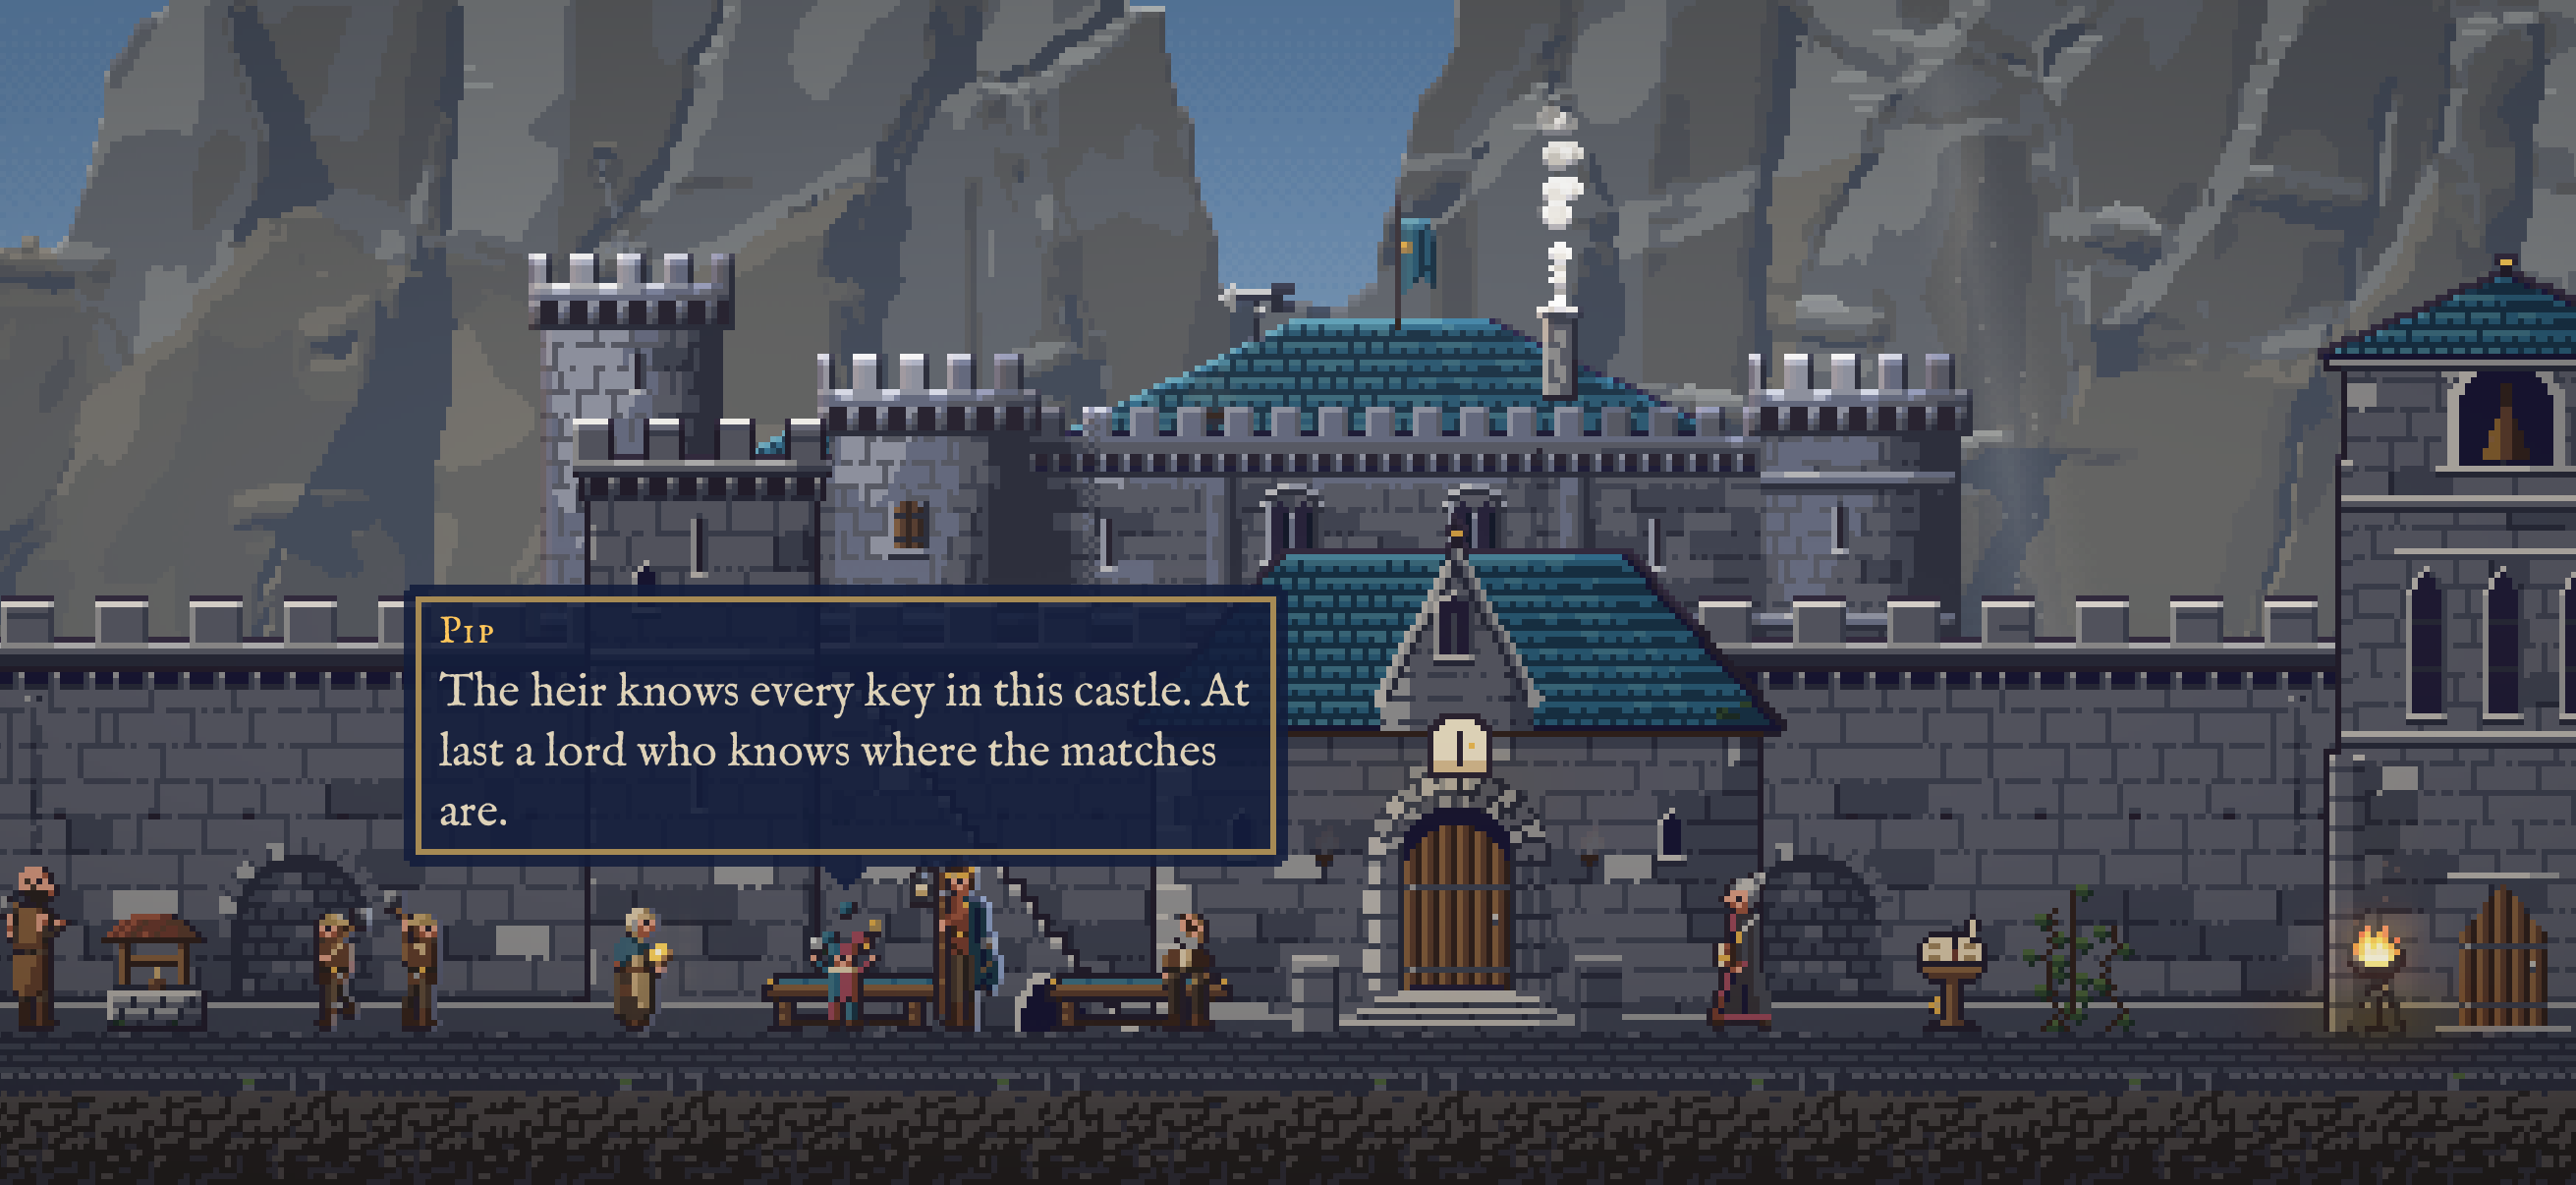 Pip
The heir knows every key in this castle. At
last a lord who knows where the matches
are.